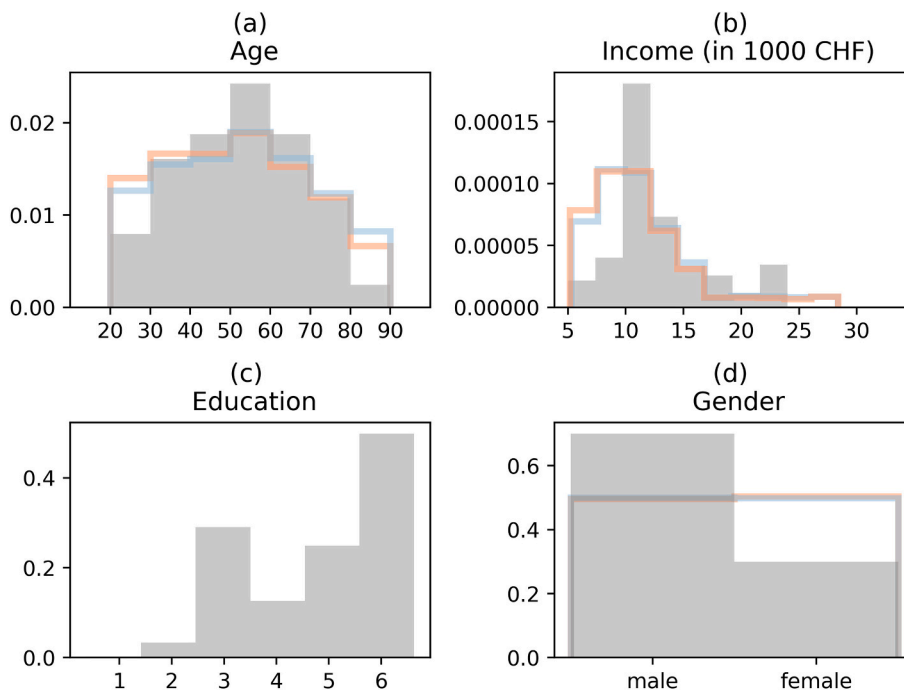 (a)
Age
0.02
0.01
0.00
20 30 40 50 60 70 80 90
(b)
Income (in 1000 CHF)
0.00015
0.00010
0.00005
0.00000
5 10 15 20 25 30
(c)
Education
0.4
0.2
0.0
1 2 3 4 5 6
(d)
Gender
0.6
0.4
0.2
0.0
male female